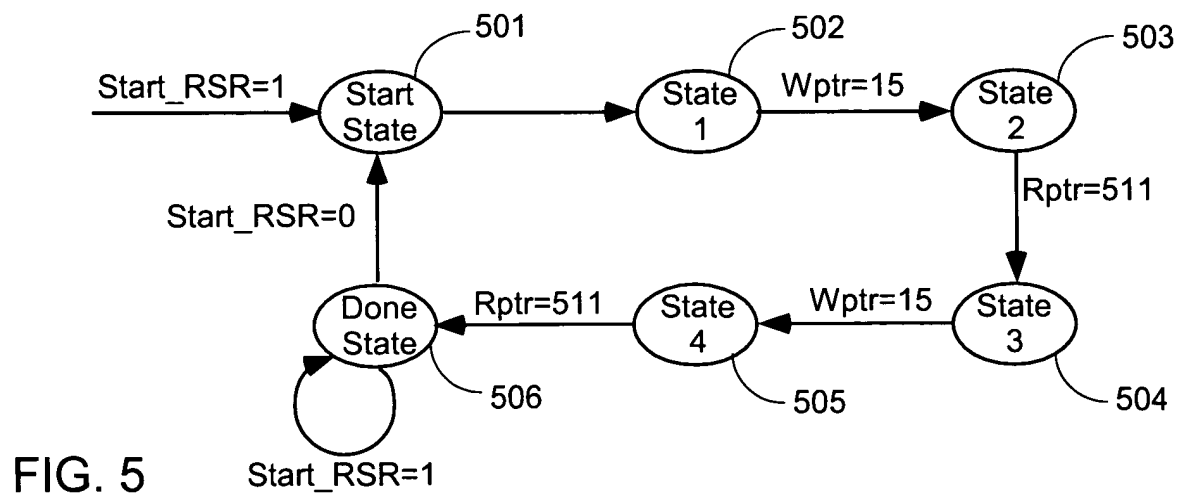 501
502
503
Start_RSR=1
Start
State
State
1
Wptr=15
State
2
Rptr=511
Start_RSR=0
Done
State
Rptr=511
State
4
Wptr=15
State
3
506
505
504
Start_RSR=1
FIG. 5